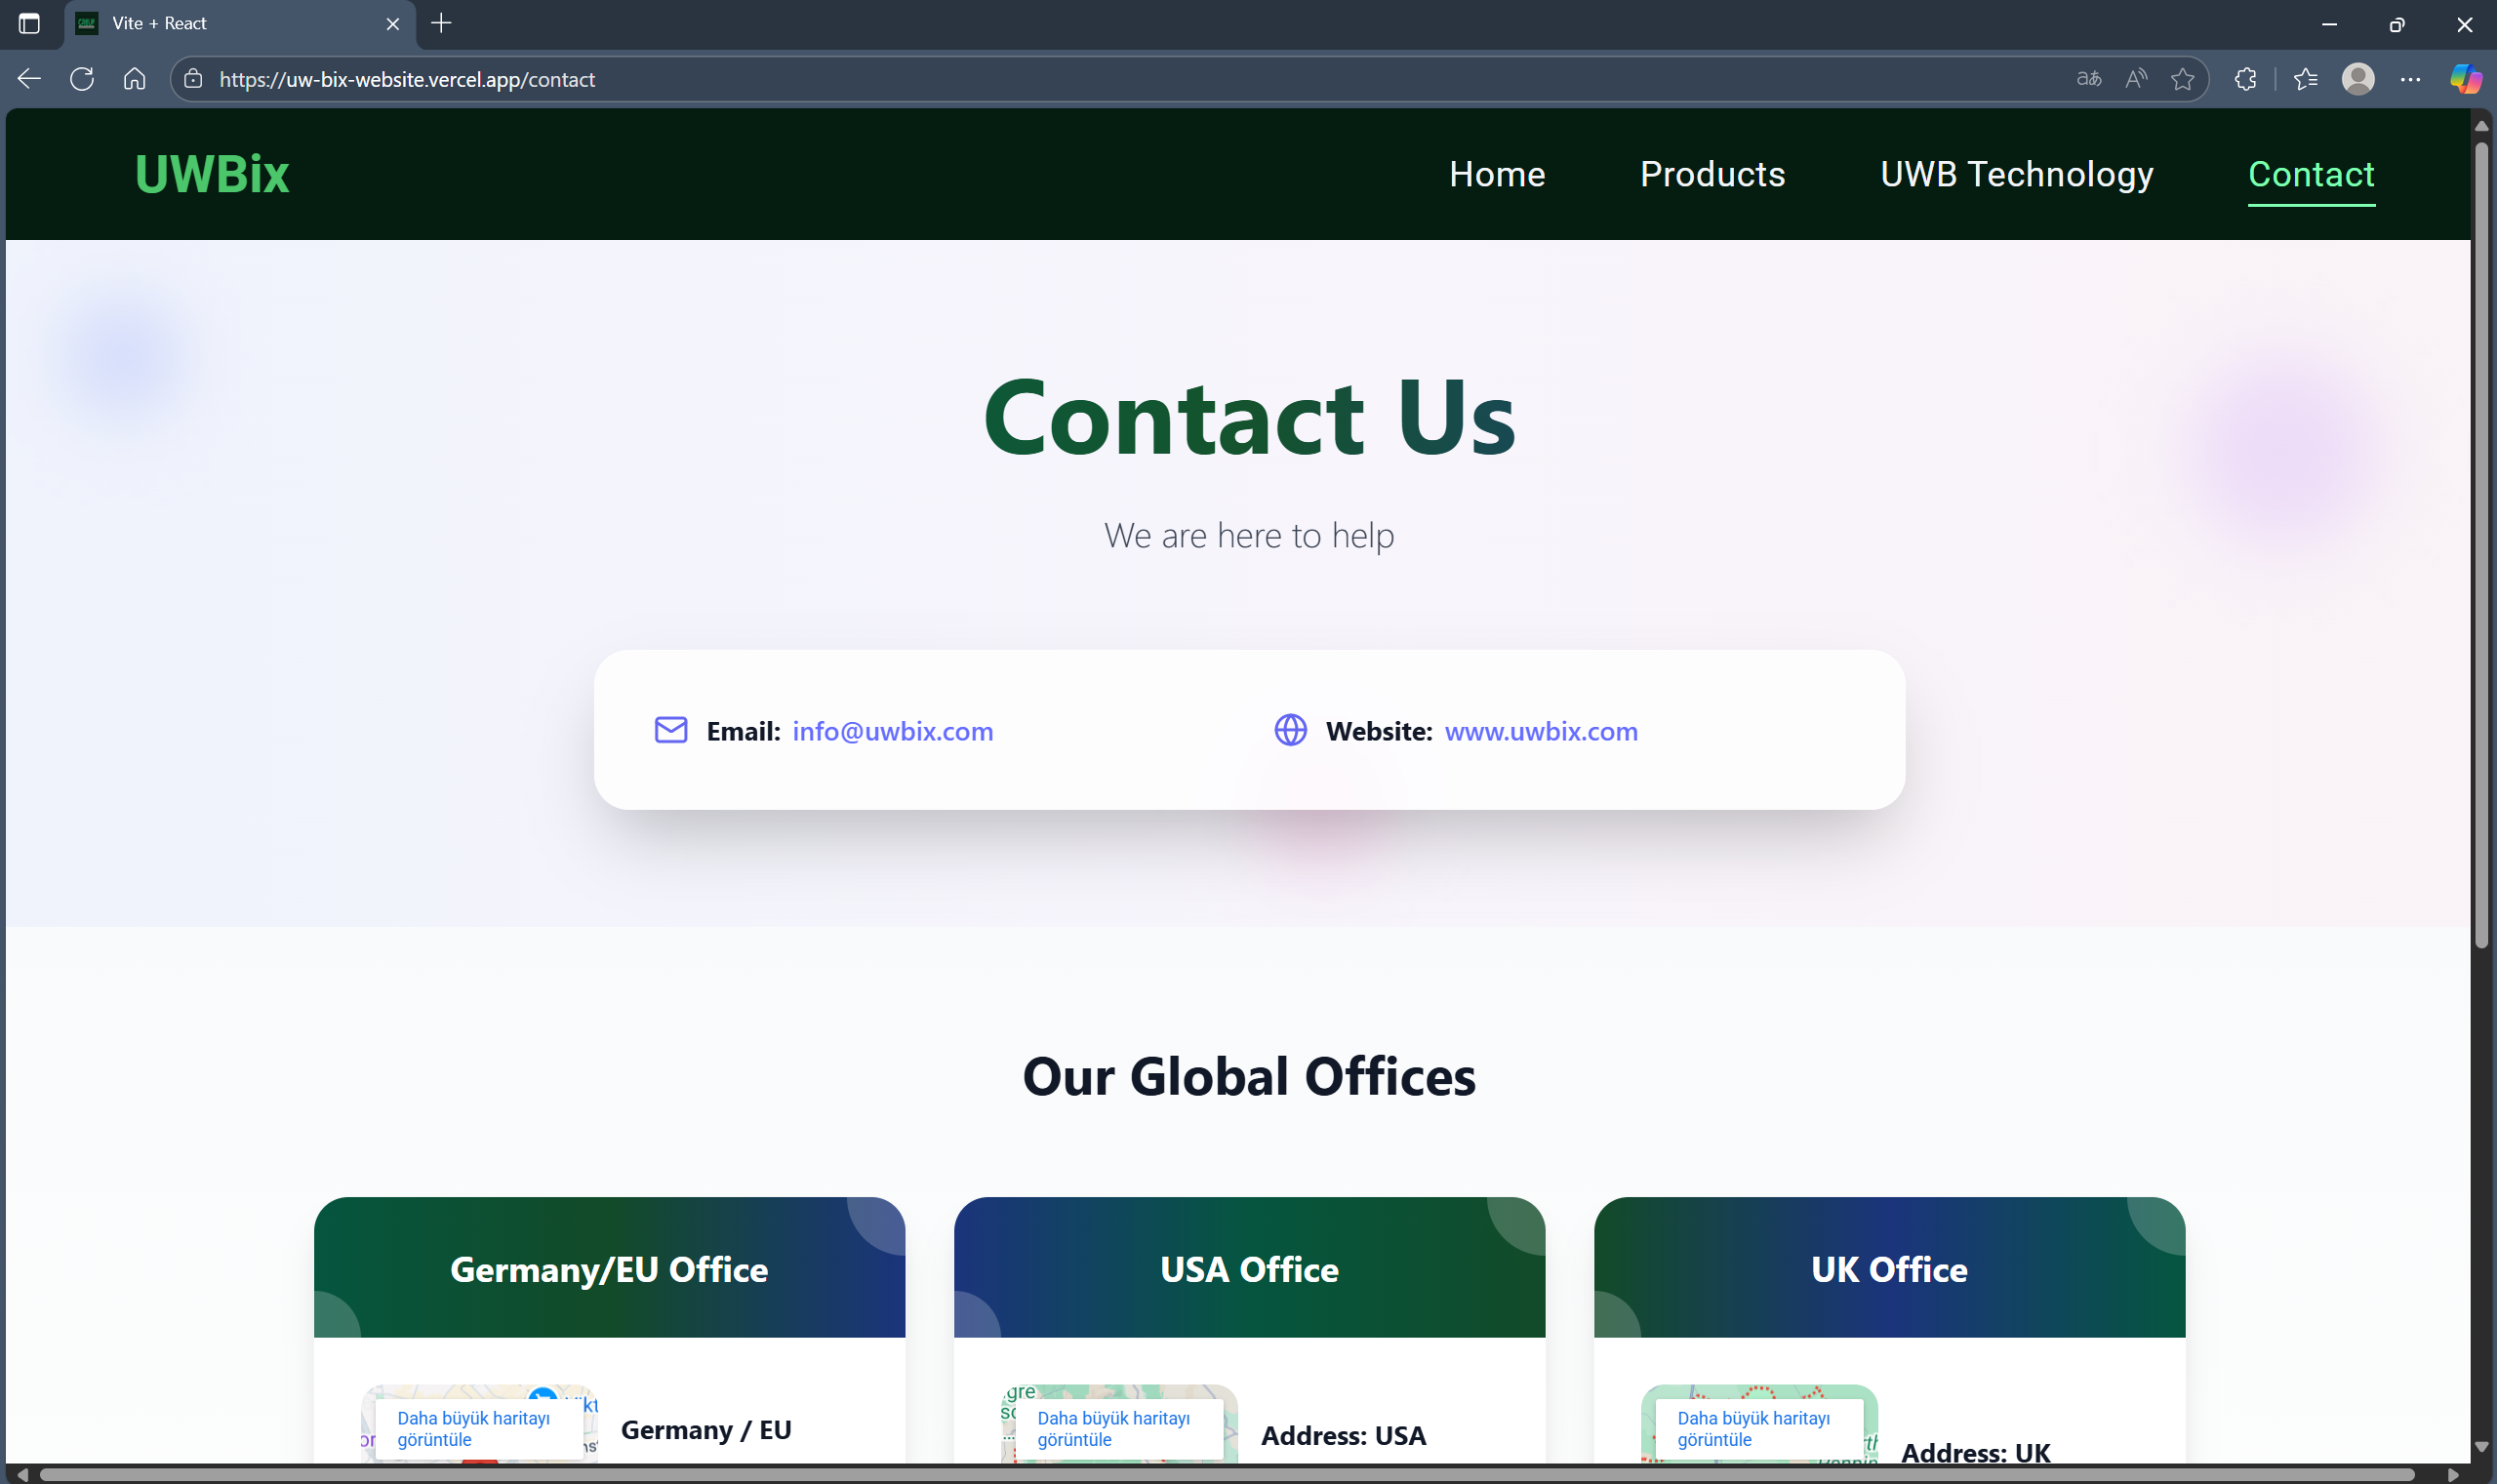 Vite + React
https://uw-bix-website.vercel.app/contact
UWBix
Home Products UWB Technology Contact
Contact Us
We are here to help
Email: info@uwbix.com
Website: www.uwbix.com
Our Global Offices
Germany/EU Office
USA Office
UK Office
Daha büyük haritayı
görüntüle
Germany / EU
Daha büyük haritayı
görüntüle
Address: USA
Daha büyük haritayı
görüntüle
Address: UK